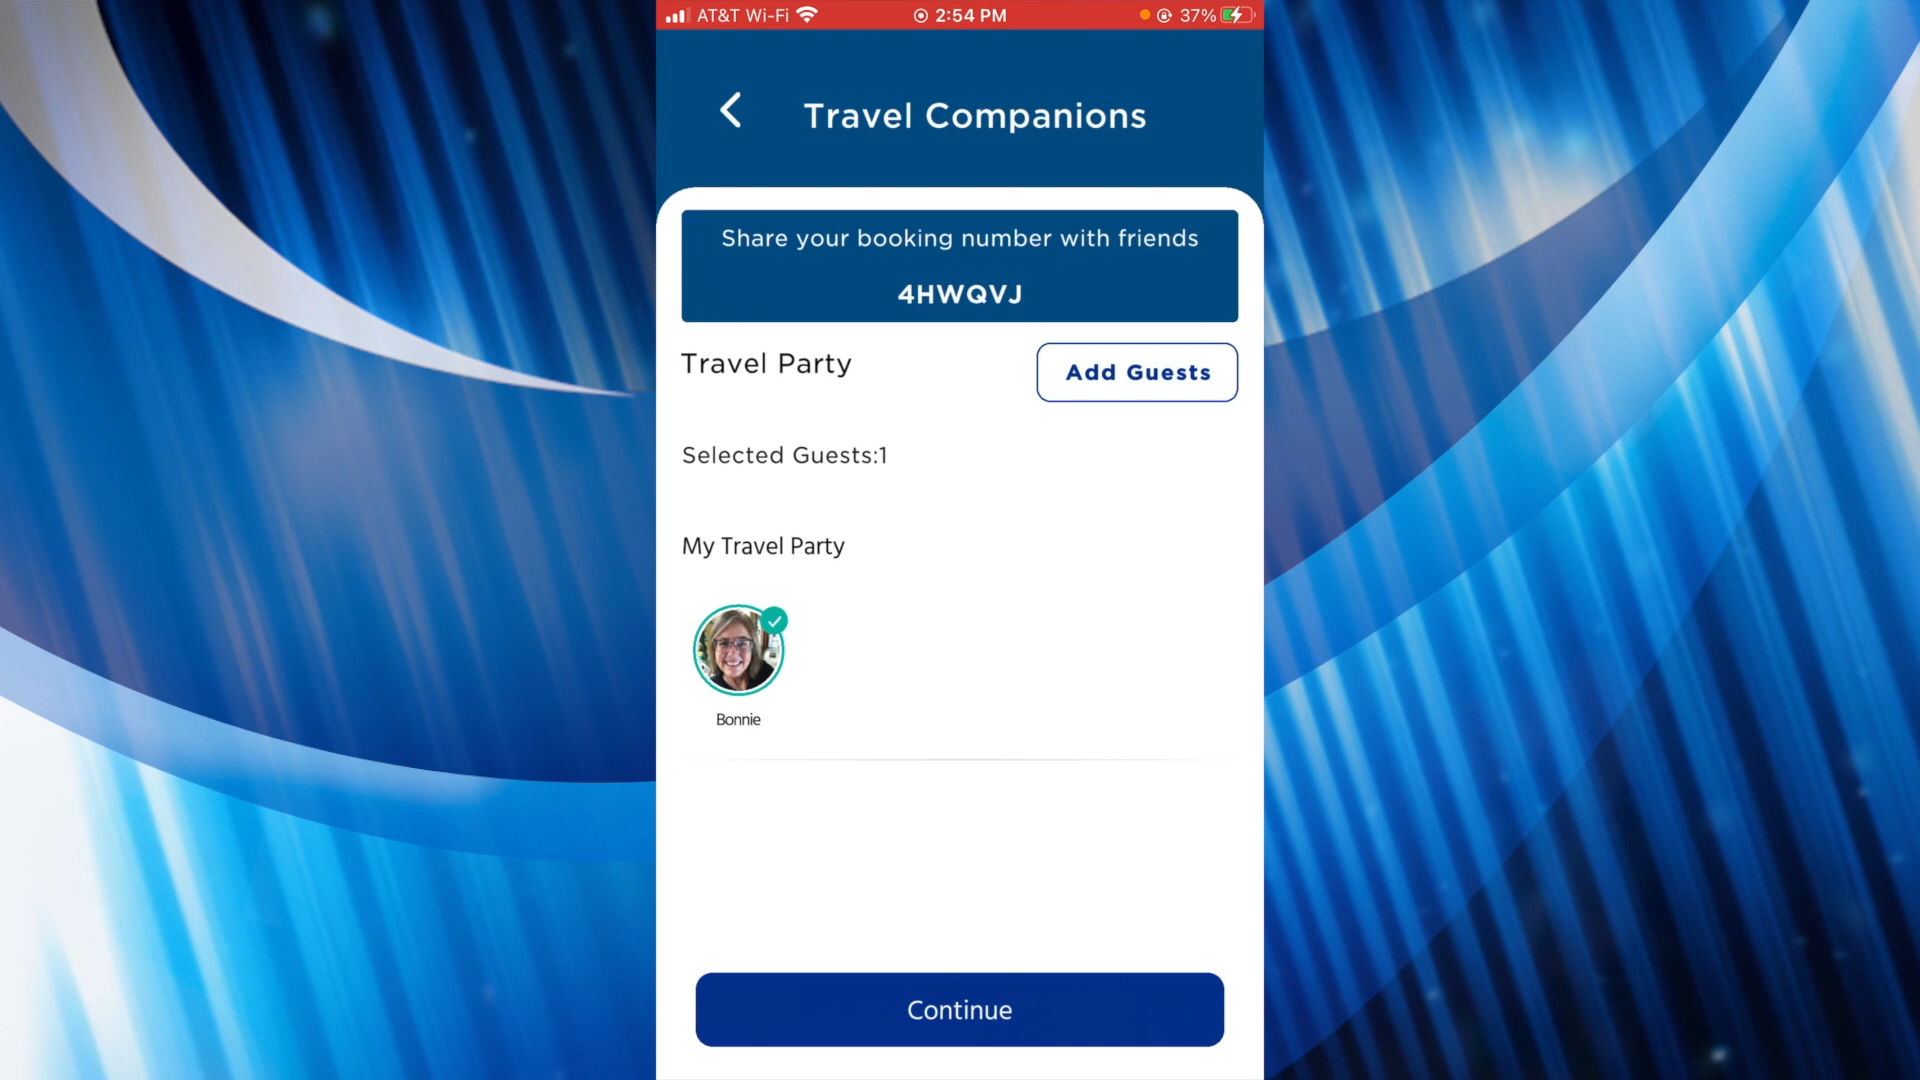 AT&T Wi-Fi 2:54 PM 37%
Travel Companions
Share your booking number with friends
4HWQVJ
Travel Party
Add Guests
Selected Guests:1
My Travel Party
Bonnie
Continue